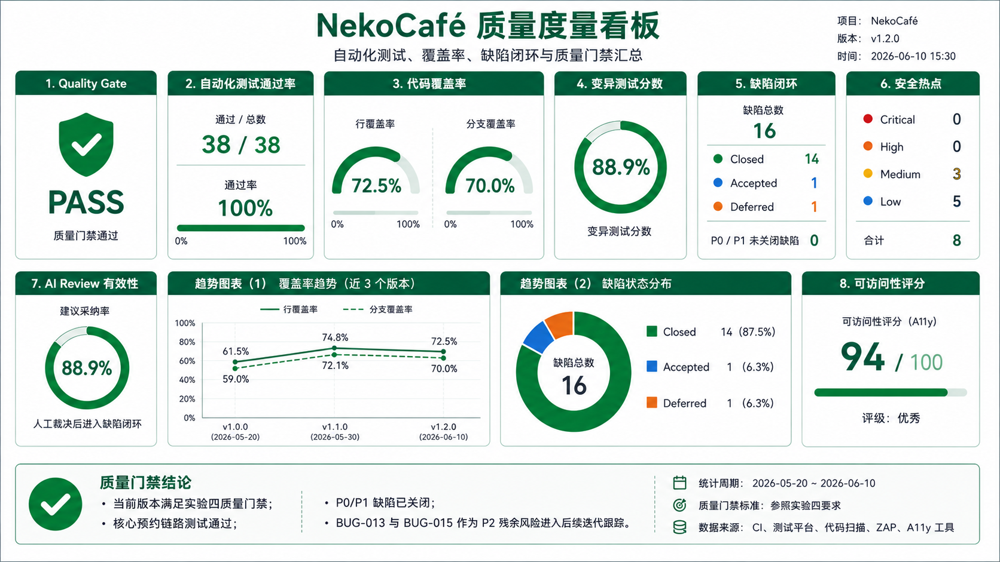 NekoCafé 质量度量看板
自动化测试、覆盖率、缺陷闭环与质量门禁汇总
项目： NekoCafé
版本： v1.2.0
时间： 2026-06-10 15:30
1. Quality Gate
PASS
质量门禁通过
2. 自动化测试通过率
通过 / 总数
38 / 38
通过率
100%
0% 100%
3. 代码覆盖率
行覆盖率
72.5%
0% 100%
分支覆盖率
70.0%
0% 100%
4. 变异测试分数
88.9%
变异测试分数
5. 缺陷闭环
缺陷总数
16
Closed 14
Accepted 1
Deferred 1
P0 / P1 未关闭缺陷 0
6. 安全热点
Critical 0
High 0
Medium 3
Low 5
合计 8
7. AI Review 有效性
建议采纳率
88.9%
人工裁决后进入缺陷闭环
趋势图表（1） 覆盖率趋势（近 3 个版本）
行覆盖率 分支覆盖率
100%
80%
60%
40%
20%
0%
61.5%
74.8%
72.5%
59.0%
72.1%
70.0%
v1.0.0 v1.1.0 v1.2.0
(2026-05-20) (2026-05-30) (2026-06-10)
趋势图表（2） 缺陷状态分布
缺陷总数
16
Closed 14 (87.5%)
Accepted 1 (6.3%)
Deferred 1 (6.3%)
8. 可访问性评分
可访问性评分（A11y）
94 / 100
评级：优秀
质量门禁结论
• 当前版本满足实验四质量门禁；
• 核心预约链路测试通过；
• P0/P1 缺陷已关闭；
• BUG-013 与 BUG-015 作为 P2 残余风险进入后续迭代跟踪。
统计周期： 2026-05-20 ~ 2026-06-10
质量门禁标准：参照实验四要求
数据来源： CI、测试平台、代码扫描、ZAP、A11y 工具